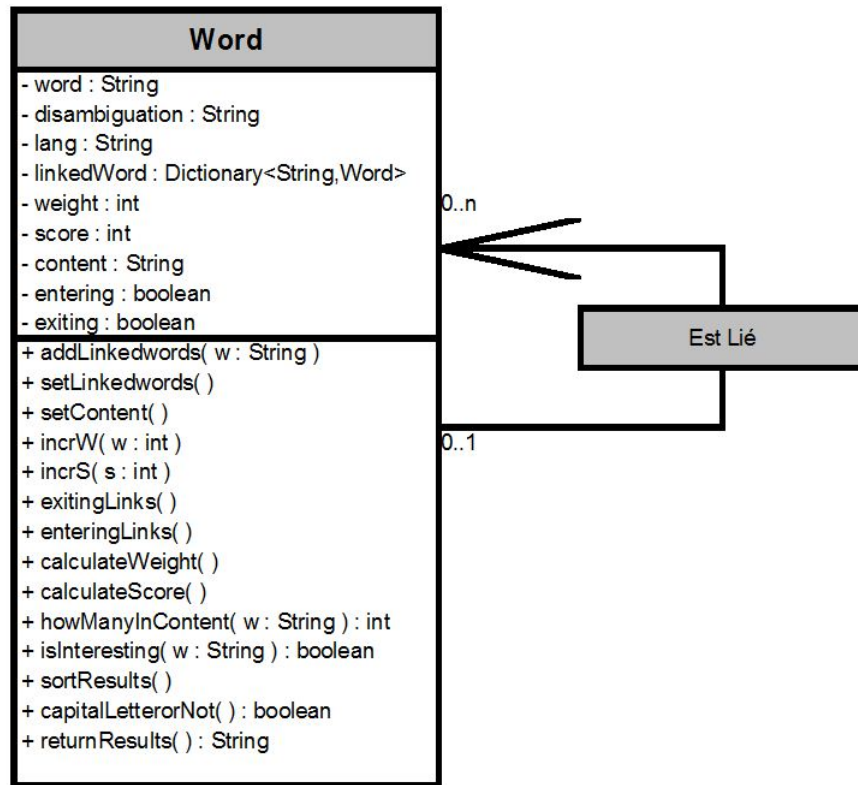 Word
- word : String
- disambiguation : String
- lang : String
- linkedWord : Dictionary<String,Word>
- weight : int
- score : int
- content : String
- entering : boolean
- exiting : boolean
0..n
Est Lié
0..1
+ addLinkedwords( w : String )
+ setLinkedwords( )
+ setContent( )
+ incrW( w : int )
+ incrS( s : int )
+ exitingLinks( )
+ enteringLinks( )
+ calculateWeight( )
+ calculateScore( )
+ howManyInContent( w : String ) : int
+ isInteresting( w : String ) : boolean
+ sortResults( )
+ capitalLetterorNot( ) : boolean
+ returnResults( ) : String